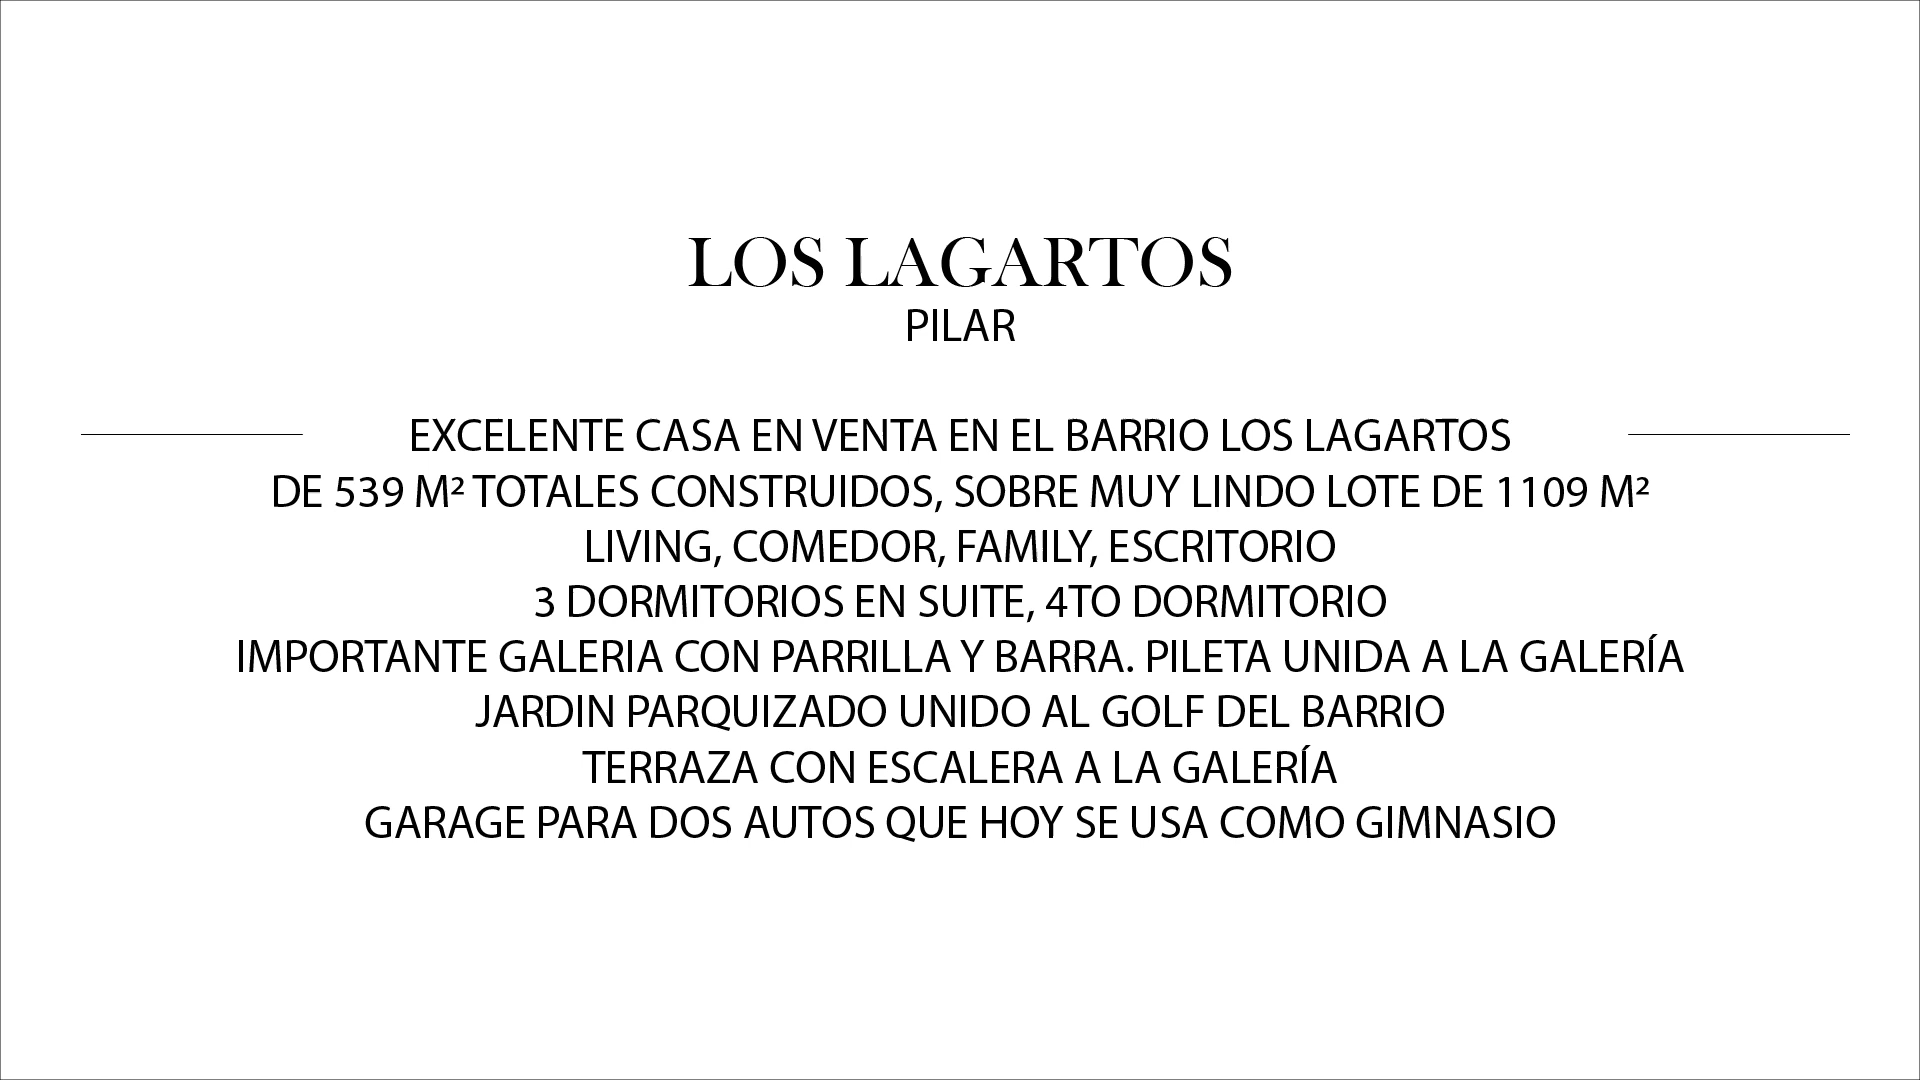 LOS LAGARTOS
PILAR
EXCELENTE CASA EN VENTA EN EL BARRIO LOS LAGARTOS
DE 539 M² TOTALES CONSTRUIDOS, SOBRE MUY LINDO LOTE DE 1109 M²
LIVING, COMEDOR, FAMILY, ESCRITORIO
3 DORMITORIOS EN SUITE, 4TO DORMITORIO
IMPORTANTE GALERIA CON PARRILLA Y BARRA. PILETA UNIDA A LA GALERÍA
JARDIN PARQUIZADO UNIDO AL GOLF DEL BARRIO
TERRAZA CON ESCALERA A LA GALERÍA
GARAGE PARA DOS AUTOS QUE HOY SE USA COMO GIMNASIO